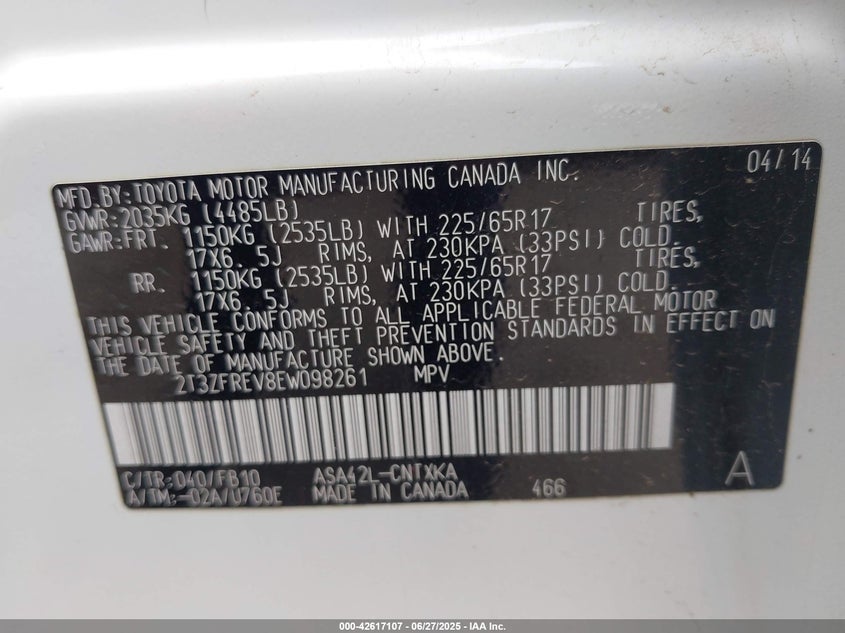 MFD.BY:TOYOTA MOTOR MANUFACTURING CANADA INC. 04/14
GVWR:2035KG (4485LB)
GAWR:FRT. 1150KG (2535LB) WITH 225/65R17 TIRES,
17X6.5J RIMS, AT 230KPA (33PSI) COLD.
RR. 1150KG (2535LB) WITH 225/65R17 TIRES,
17X6.5J RIMS, AT 230KPA (33PSI) COLD.
THIS VEHICLE CONFORMS TO ALL APPLICABLE FEDERAL MOTOR
VEHICLE SAFETY AND THEFT PREVENTION STANDARDS IN EFFECT ON
THE DATE OF MANUFACTURE SHOWN ABOVE.
2T3ZFREV8EW098261 MPV
C/TR:040/FB10 ASA42L-CNTXKA A
A/TM:-02A/U760E MADE IN CANADA 466
000-42617107 - 06/27/2025 - IAA Inc.